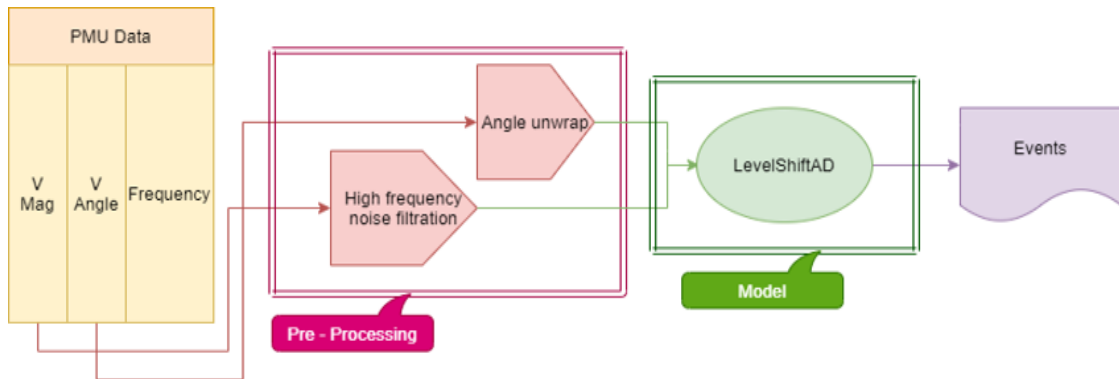 PMU Data
V
Mag
V
Angle
Frequency
Angle unwrap
High frequency
noise filtration
Pre - Processing
LevelShiftAD
Model
Events